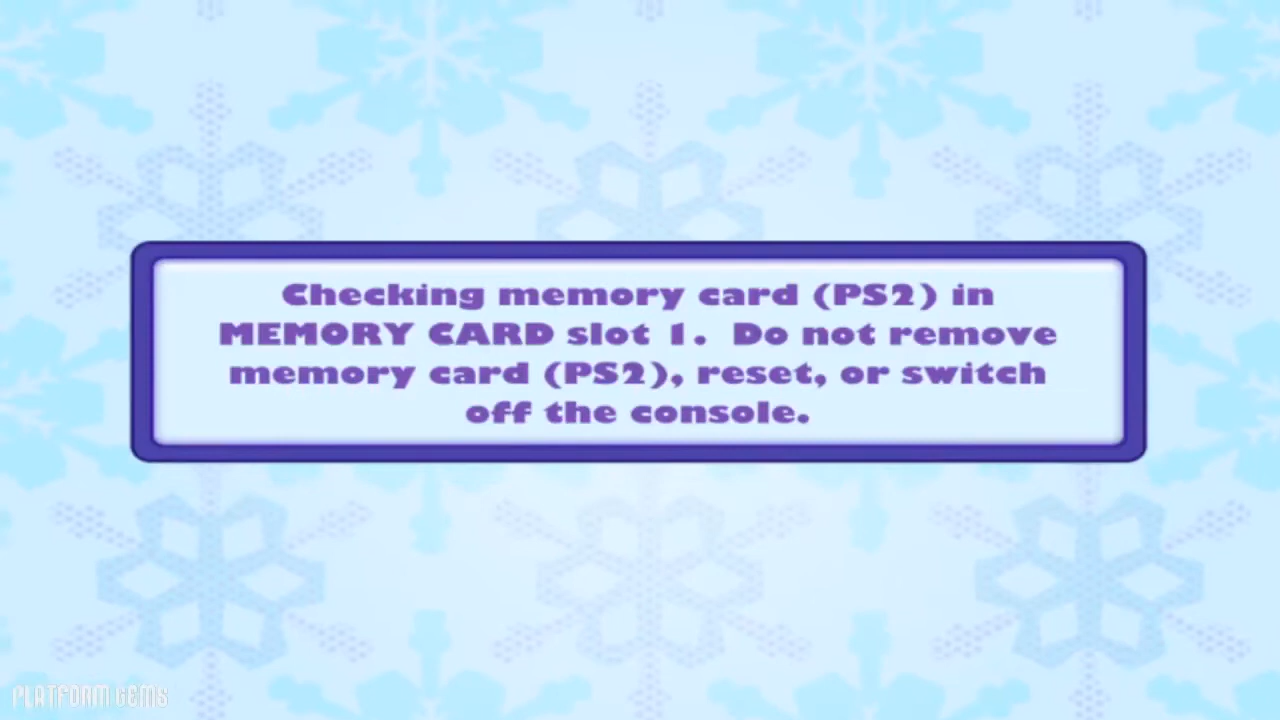 Checking memory card (PS2) in
MEMORY CARD slot 1. Do not remove
memory card (PS2), reset, or switch
off the console.
PLATFORM GEMS